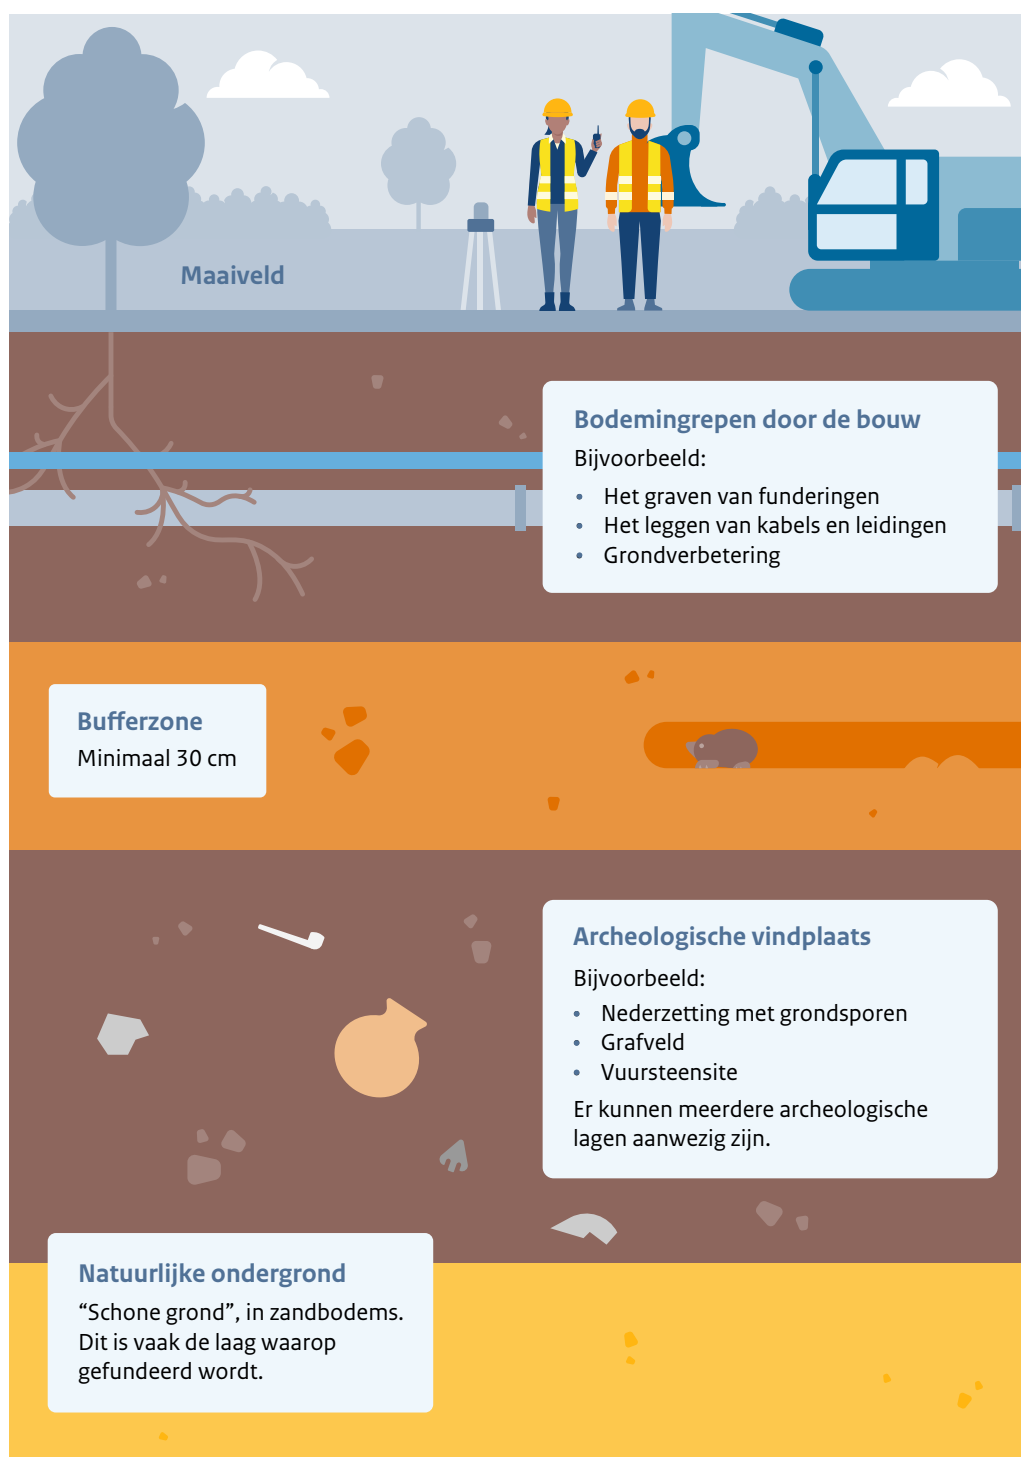 Maaiveld
Bodemingrepen door de bouw
Bijvoorbeeld:
• Het graven van funderingen
• Het leggen van kabels en leidingen
• Grondverbetering
Bufferzone
Minimaal 30 cm
Archeologische vindplaats
Bijvoorbeeld:
• Nederzetting met grondsporen
• Grafveld
• Vuursteensite
Er kunnen meerdere archeologische
lagen aanwezig zijn.
Natuurlijke ondergrond
“Schone grond”, in zandbodems.
Dit is vaak de laag waarop
gefundeerd wordt.